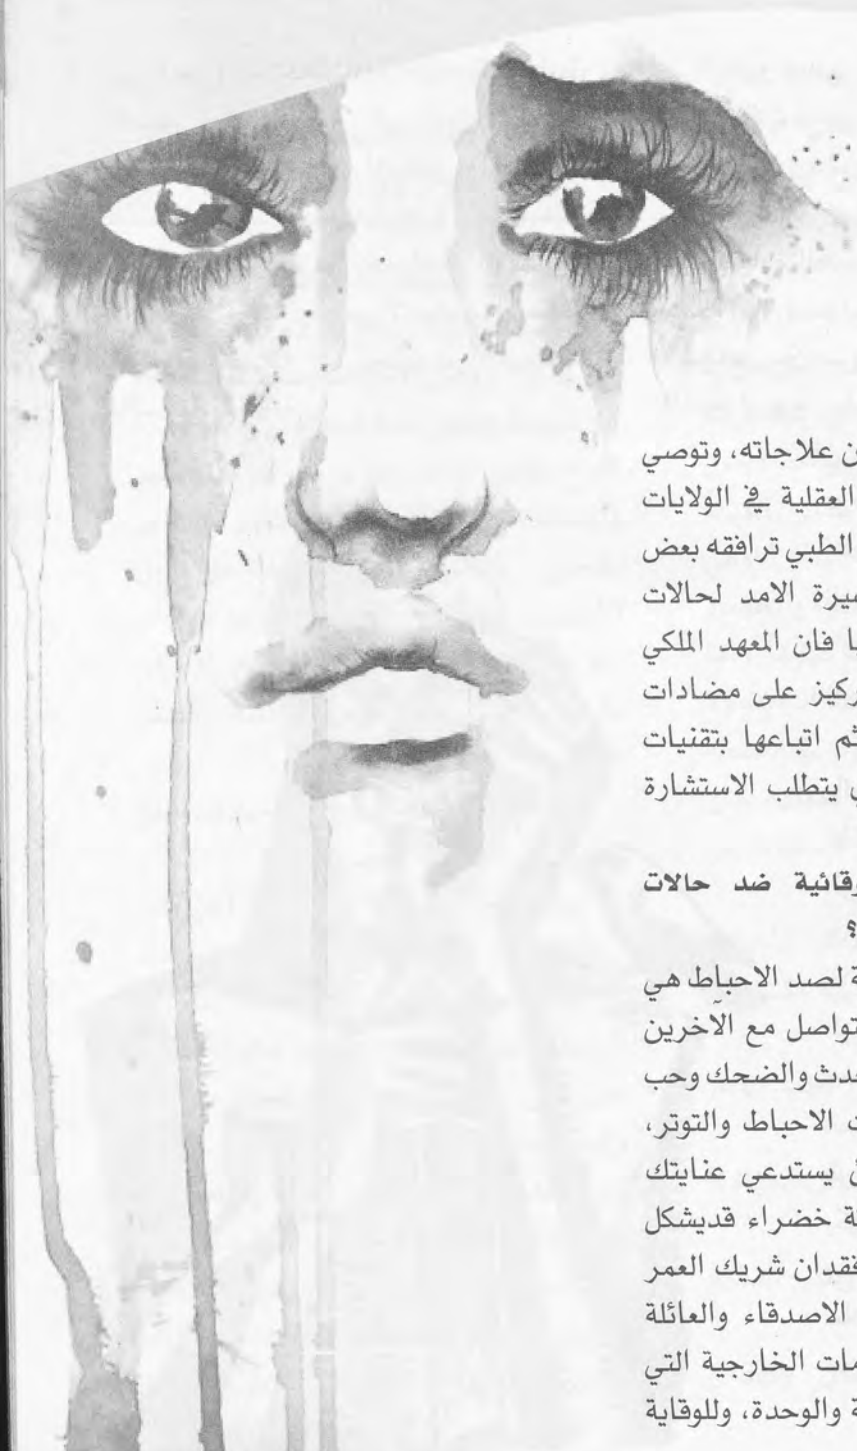 ن علاجاته، وتوصي
العقلية في الولايات
الطبي ترافقه بعض
صيرة الامد لحالات
ا فان المعهد الملكي
ركيز على مضادات
ثم اتباعها بتقنيات
ي يتطلب الاستشارة
وقائية ضد حالات
؟
ة لصد الاحباط هي
تواصل مع الآخرين
حدث والضحك وحب
ت الاحباط والتوتر،
ل يستدعي عنايتك
ة خضراء قديشكل
فقدان شريك العمر
الاصدقاء والعائلة
مات الخارجية التي
ة والوحدة، وللوقاية